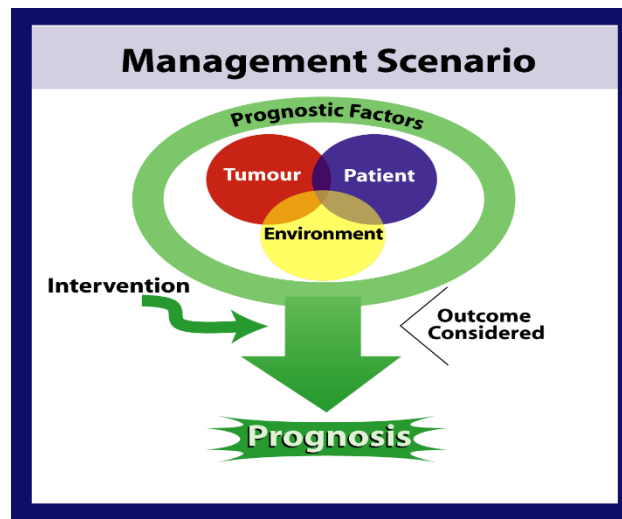 Management Scenario
Prognostic Factors
Tumour
Patient
Environment
Intervention
Outcome
Considered
Prognosis